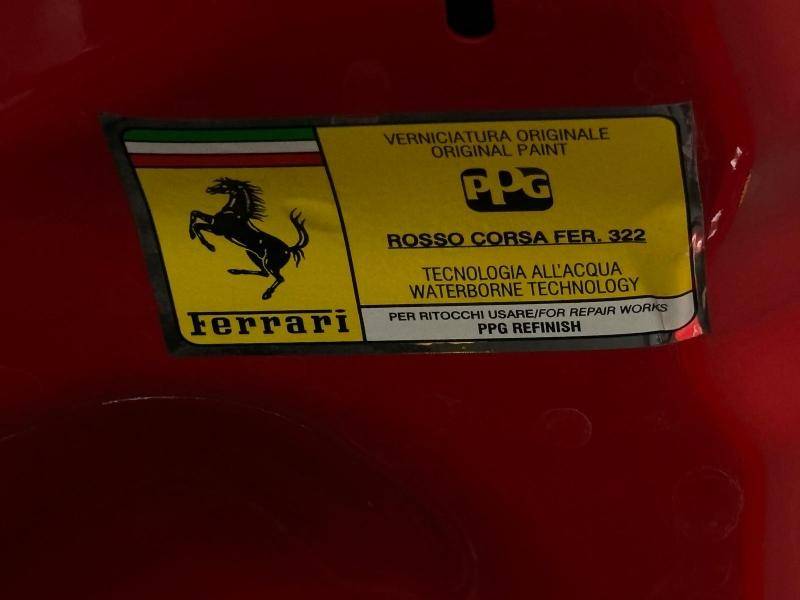 VERNICIATURA ORIGINALE
ORIGINAL PAINT
PPG
ROSSO CORSA FER. 322
TECNOLOGIA ALL'ACQUA
WATERBORNE TECHNOLOGY
Ferrari
PER RITOCCHI USARE/FOR REPAIR WORKS
PPG REFINISH